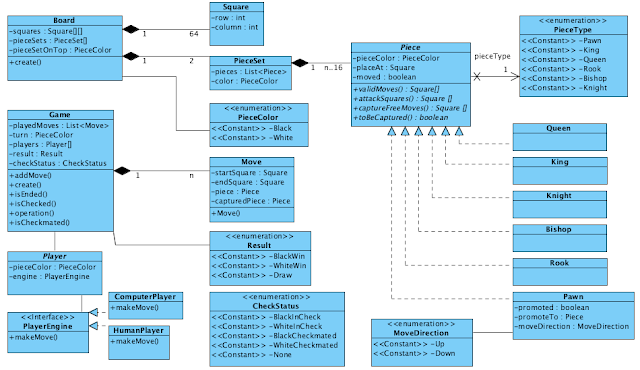 Board
-squares : Square[][]
-pieceSets : PieceSet[]
-pieceSetOnTop : PieceColor
+create()
1
64
Square
-row : int
-column : int
1
2
PieceSet
-pieces : List<Piece>
-color : PieceColor
1
n..16
Piece
-pieceColor : PieceColor
-placeAt : Square
-moved : boolean
+validMoves() : Square[]
+attackSquares() : Square []
+captureFreeMoves() : Square []
+toBeCaptured() : boolean
pieceType
1
<<enumeration>>
PieceType
<<Constant>> -Pawn
<<Constant>> -King
<<Constant>> -Queen
<<Constant>> -Rook
<<Constant>> -Bishop
<<Constant>> -Knight
<<enumeration>>
PieceColor
<<Constant>> -Black
<<Constant>> -White
Game
-playedMoves : List<Move>
-turn : PieceColor
-players : Player[]
-result : Result
-checkStatus : CheckStatus
+addMove()
+create()
+isEnded()
+isChecked()
+operation()
+isCheckmated()
1
n
Move
-startSquare : Square
-endSquare : Square
-piece : Piece
-capturedPiece : Piece
+Move()
<<enumeration>>
Result
<<Constant>> -BlackWin
<<Constant>> -WhiteWin
<<Constant>> -Draw
Player
-pieceColor : PieceColor
-engine : PlayerEngine
<<Interface>>
PlayerEngine
+makeMove()
ComputerPlayer
+makeMove()
HumanPlayer
+makeMove()
<<enumeration>>
CheckStatus
<<Constant>> -BlackInCheck
<<Constant>> -WhiteInCheck
<<Constant>> -BlackCheckmated
<<Constant>> -WhiteCheckmated
<<Constant>> -None
Queen
King
Knight
Bishop
Rook
Pawn
-promoted : boolean
-promoteTo : Piece
-moveDirection : MoveDirection
<<enumeration>>
MoveDirection
<<Constant>> -Up
<<Constant>> -Down